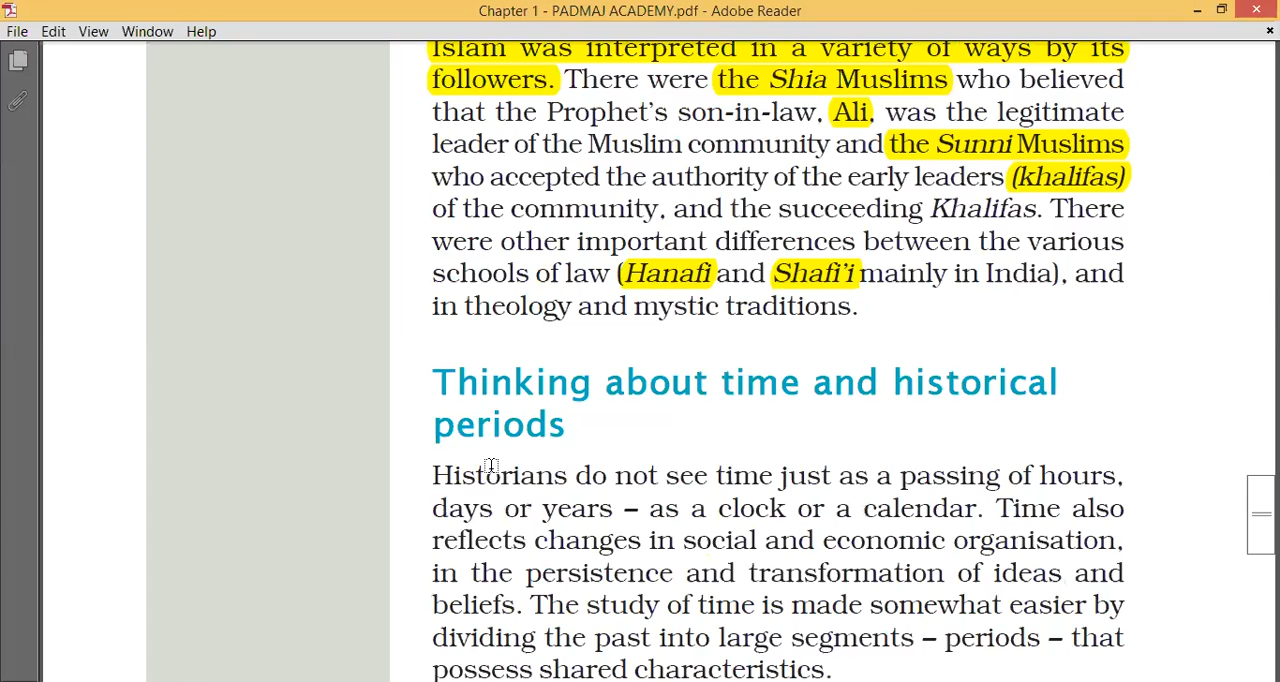 Chapter 1 - PADMAJ ACADEMY.pdf - Adobe Reader
File Edit View Window Help
Islam was interpreted in a variety of ways by its
followers. There were the Shia Muslims who believed
that the Prophet's son-in-law, Ali, was the legitimate
leader of the Muslim community and the Sunni Muslims
who accepted the authority of the early leaders (khalifas)
of the community, and the succeeding Khalifas. There
were other important differences between the various
schools of law (Hanafi and Shafi'i mainly in India), and
in theology and mystic traditions.
Thinking about time and historical
periods
Historians do not see time just as a passing of hours,
days or years – as a clock or a calendar. Time also
reflects changes in social and economic organisation,
in the persistence and transformation of ideas and
beliefs. The study of time is made somewhat easier by
dividing the past into large segments – periods – that
possess shared characteristics.